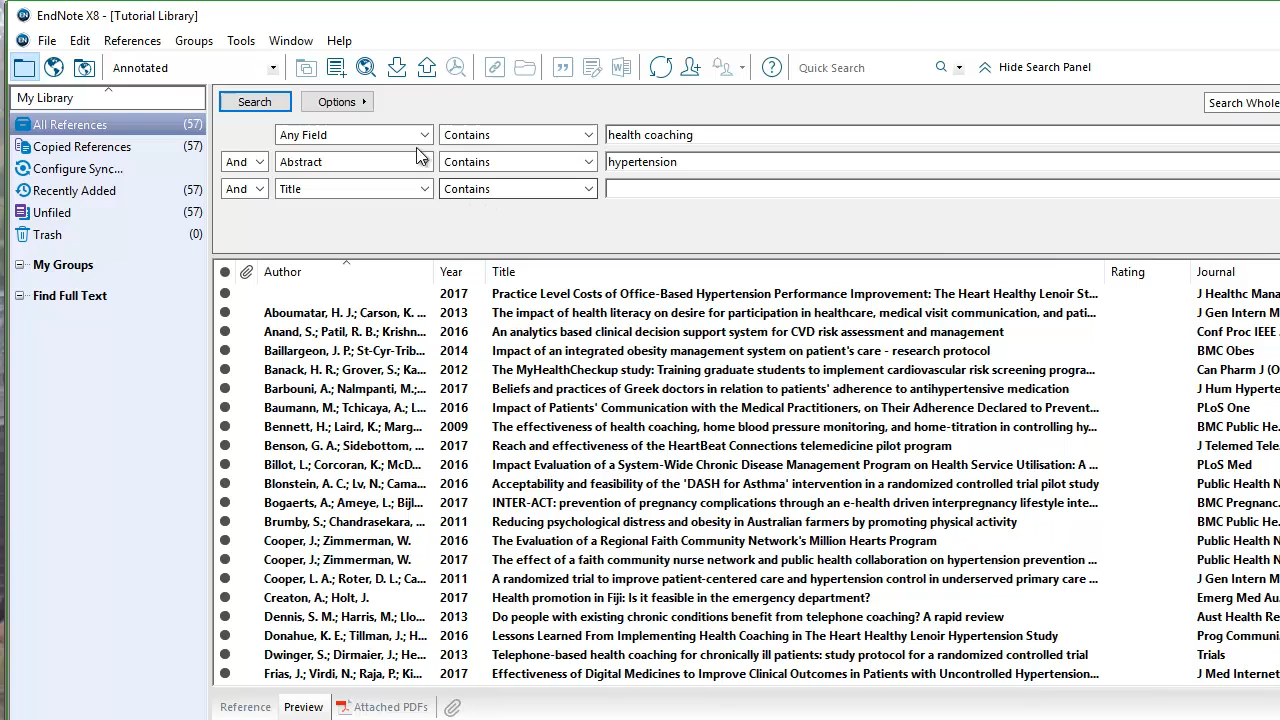 EndNote X8 - [Tutorial Library]
File Edit References Groups Tools Window Help
Annotated Quick Search Hide Search Panel
My Library
All References (57)
Copied References (57)
Configure Sync...
Recently Added (57)
Unfiled (57)
Trash (0)
My Groups
Find Full Text
Search Options Search Whole
Any Field Contains health coaching
And Abstract Contains hypertension
And Title Contains
Author Year Title Rating Journal
2017 Practice Level Costs of Office-Based Hypertension Performance Improvement: The Heart Healthy Lenoir St... J Healthc Mana
Aboumatar, H. J.; Carson, K. ... 2013 The impact of health literacy on desire for participation in healthcare, medical visit communication, and pati... J Gen Intern M
Anand, S.; Patil, R. B.; Krishn... 2016 An analytics based clinical decision support system for CVD risk assessment and management Conf Proc IEEE
Baillargeon, J. P.; St-Cyr-Trib... 2014 Impact of an integrated obesity management system on patient's care - research protocol BMC Obes
Banack, H. R.; Grover, S.; Ka... 2012 The MyHealthCheckup study: Training graduate students to implement cardiovascular risk screening progra... Can Pharm J (O
Barbouni, A.; Nalmpanti, M.;... 2017 Beliefs and practices of Greek doctors in relation to patients' adherence to antihypertensive medication J Hum Hyperte
Baumann, M.; Tchicaya, A.; L... 2016 Impact of Patients' Communication with the Medical Practitioners, on Their Adherence Declared to Prevent... PLoS One
Bennett, H.; Laird, K.; Marg... 2009 The effectiveness of health coaching, home blood pressure monitoring, and home-titration in controlling hy... BMC Public He.
Benson, G. A.; Sidebottom, ... 2017 Reach and effectiveness of the HeartBeat Connections telemedicine pilot program J Telemed Tele.
Billot, L.; Corcoran, K.; McD... 2016 Impact Evaluation of a System-Wide Chronic Disease Management Program on Health Service Utilisation: A ... PLoS Med
Blonstein, A. C.; Lv, N.; Cama... 2016 Acceptability and feasibility of the 'DASH for Asthma' intervention in a randomized controlled trial pilot study Public Health N
Bogaerts, A.; Ameye, L.; Bijl... 2017 INTER-ACT: prevention of pregnancy complications through an e-health driven interpregnancy lifestyle inte... BMC Pregnanc.
Brumby, S.; Chandrasekara, ... 2011 Reducing psychological distress and obesity in Australian farmers by promoting physical activity BMC Public He.
Cooper, J.; Zimmerman, W. 2016 The Evaluation of a Regional Faith Community Network's Million Hearts Program Public Health N
Cooper, J.; Zimmerman, W. 2017 The effect of a faith community nurse network and public health collaboration on hypertension prevention ... Public Health N
Cooper, L. A.; Roter, D. L.; Ca... 2011 A randomized trial to improve patient-centered care and hypertension control in underserved primary care ... J Gen Intern M
Creaton, A.; Holt, J. 2017 Health promotion in Fiji: Is it feasible in the emergency department? Emerg Med Au.
Dennis, S. M.; Harris, M.; Llo... 2013 Do people with existing chronic conditions benefit from telephone coaching? A rapid review Aust Health Re
Donahue, K. E.; Tillman, J.; H... 2016 Lessons Learned From Implementing Health Coaching in The Heart Healthy Lenoir Hypertension Study Prog Commun.
Dwinger, S.; Dirmaier, J.; He... 2013 Telephone-based health coaching for chronically ill patients: study protocol for a randomized controlled trial Trials
Frias, J.; Virdi, N.; Raja, P.; Ki... 2017 Effectiveness of Digital Medicines to Improve Clinical Outcomes in Patients with Uncontrolled Hypertension... J Med Internet
Reference Preview Attached PDFs